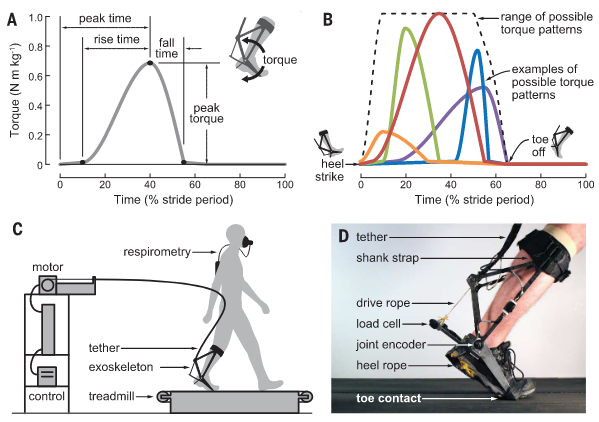 A
Torque (N m kg⁻¹)
1.0
0.8
0.6
0.4
0.2
0
0
20
40
60
80
100
Time (% stride period)
peak time
rise time
fall
time
peak
torque
torque
B
range of possible
torque patterns
examples of
possible torque
patterns
toe
off
heel
strike
0
20
40
60
80
100
Time (% stride period)
C
respirometry
motor
tether
exoskeleton
treadmill
control
D
tether
shank strap
drive rope
load cell
joint encoder
heel rope
toe contact